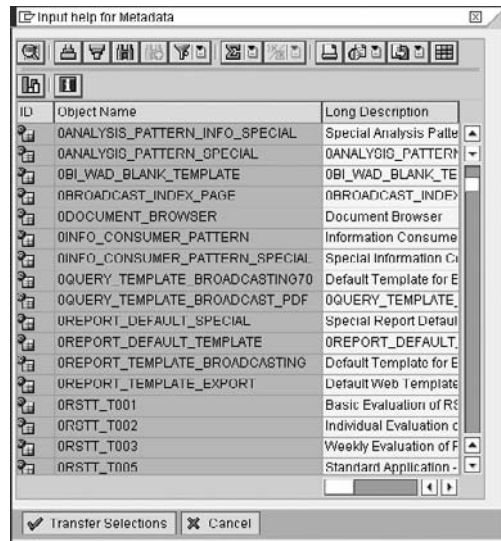 Input help for Metadata
ID Object Name Long Description
0ANALYSIS_PATTERN_INFO_SPECIAL Special Analysis Patte
0ANALYSIS_PATTERN_SPECIAL 0ANALYSIS_PATTERN
0BI_WAD_BLANK_TEMPLATE 0BI_WAD_BLANK_TE
0BROADCAST_INDEX_PAGE 0BROADCAST_INDEX
0DOCUMENT_BROWSER Document Browser
0INFO_CONSUMER_PATTERN Information Consume
0INFO_CONSUMER_PATTERN_SPECIAL Special Information Co
0QUERY_TEMPLATE_BROADCASTING70 Default Template for E
0QUERY_TEMPLATE_BROADCAST_PDF 0QUERY_TEMPLATE_
0REPORT_DEFAULT_SPECIAL Special Report Defaul
0REPORT_DEFAULT_TEMPLATE 0REPORT_DEFAULT_
0REPORT_TEMPLATE_BROADCASTING Default Template for E
0REPORT_TEMPLATE_EXPORT Default Web Template
0RSTT_T001 Basic Evaluation of RS
0RSTT_T002 Individual Evaluation o
0RSTT_T003 Weekly Evaluation of F
0RSTT_T005 Standard Application -
Transfer Selections Cancel